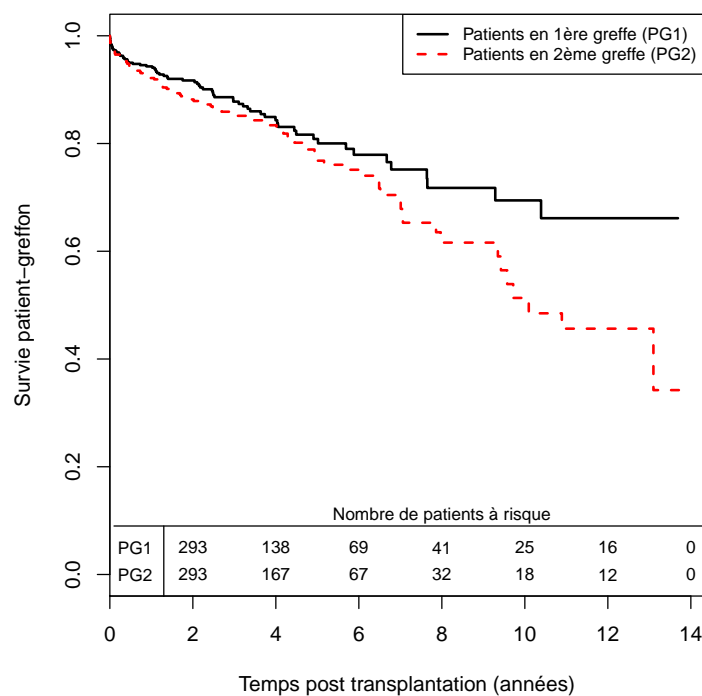 Patients en 1ère greffe (PG1)
Patients en 2ème greffe (PG2)
1.0
0.8
0.6
0.4
0.2
0.0
Survie patient−greffon
Nombre de patients à risque
PG1 293 138 69 41 25 16 0
PG2 293 167 67 32 18 12 0
0 2 4 6 8 10 12 14
Temps post transplantation (années)